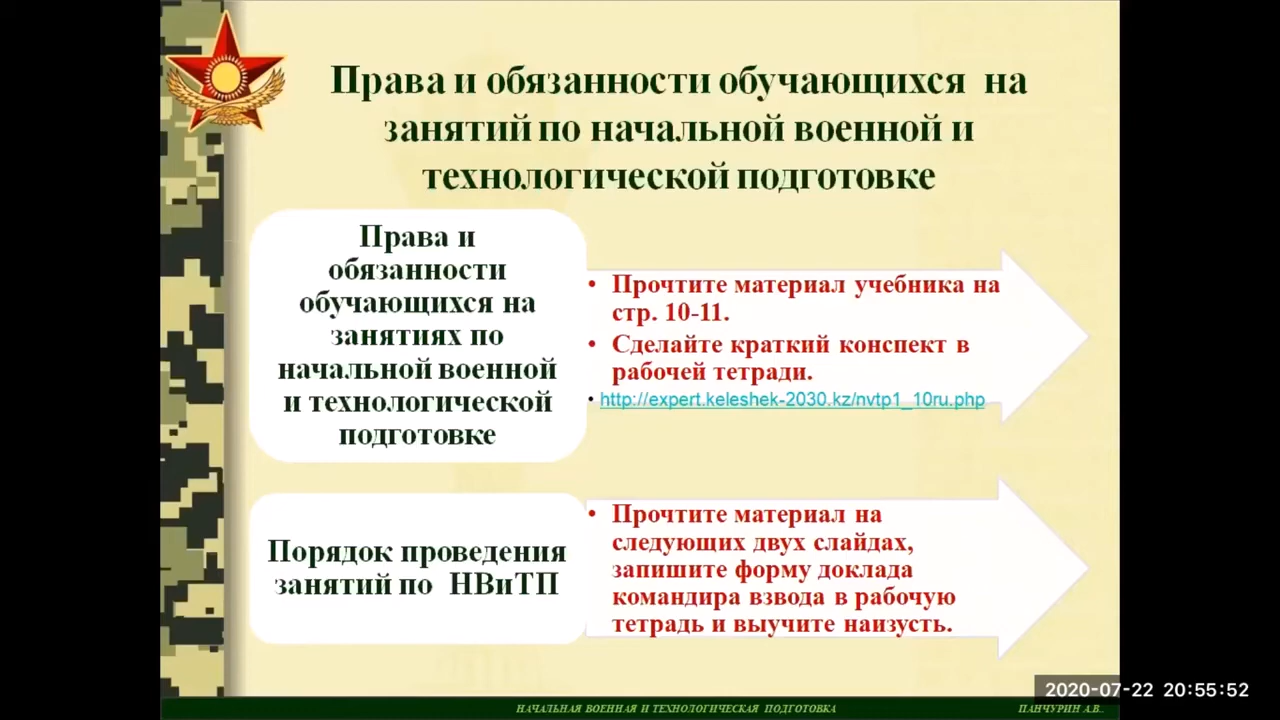 Права и обязанности обучающихся на
занятий по начальной военной и
технологической подготовке
Права и
обязанности
обучающихся на
занятиях по
начальной военной
и технологической
подготовке
• Прочтите материал учебника на
стр. 10-11.
• Сделайте краткий конспект в
рабочей тетради.
• http://expert.keleshek-2030.kz/nvtp1_10ru.php
Порядок проведения
занятий по НВиТП
• Прочтите материал на
следующих двух слайдах,
запишите форму доклада
командира взвода в рабочую
тетрадь и выучите наизусть.
2020-07-22 20:55:52
НАЧАЛЬНАЯ ВОЕННАЯ И ТЕХНОЛОГИЧЕСКАЯ ПОДГОТОВКА
ПАНЧУРИН А.В..